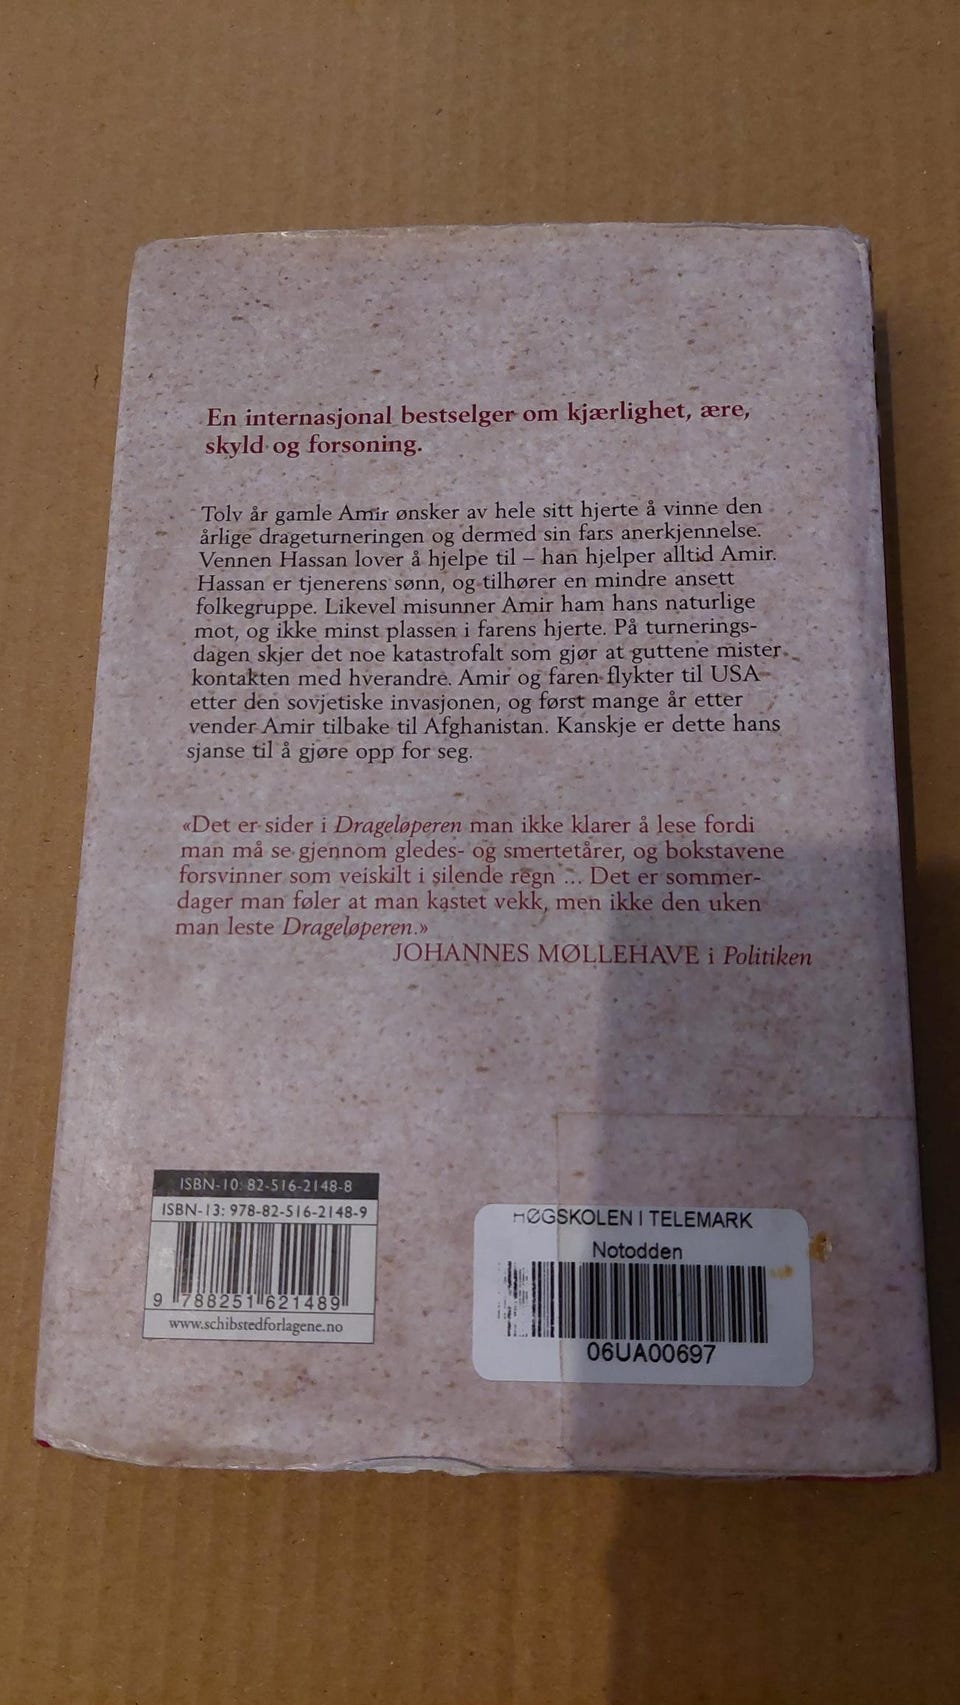 En internasjonal bestselger om kjærlighet, ære,
skyld og forsoning.
Tolv år gamle Amir ønsker av hele sitt hjerte å vinne den
årlige drageturneringen og dermed sin fars anerkjennelse.
Vennen Hassan lover å hjelpe til – han hjelper alltid Amir.
Hassan er tjenerens sønn, og tilhører en mindre ansett
folkegruppe. Likevel misunner Amir ham hans naturlige
mot, og ikke minst plassen i farens hjerte. På turnerings-
dagen skjer det noe katastrofalt som gjør at guttene mister
kontakten med hverandre. Amir og faren flykter til USA
etter den sovjetiske invasjonen, og først mange år etter
vender Amir tilbake til Afghanistan. Kanskje er dette hans
sjanse til å gjøre opp for seg.
«Det er sider i Drageløperen man ikke klarer å lese fordi
man må se gjennom gledes- og smertetårer, og bokstavene
forsvinner som veiskilt i silende regn ... Det er sommer-
dager man føler at man kastet vekk, men ikke den uken
man leste Drageløperen.»
JOHANNES MØLLEHAVE i Politiken
ISBN-10: 82-516-2148-8
ISBN-13: 978-82-516-2148-9
9 788251 621489
www.schibstedforlagene.no
HØGSKOLEN I TELEMARK
Notodden
06UA00697